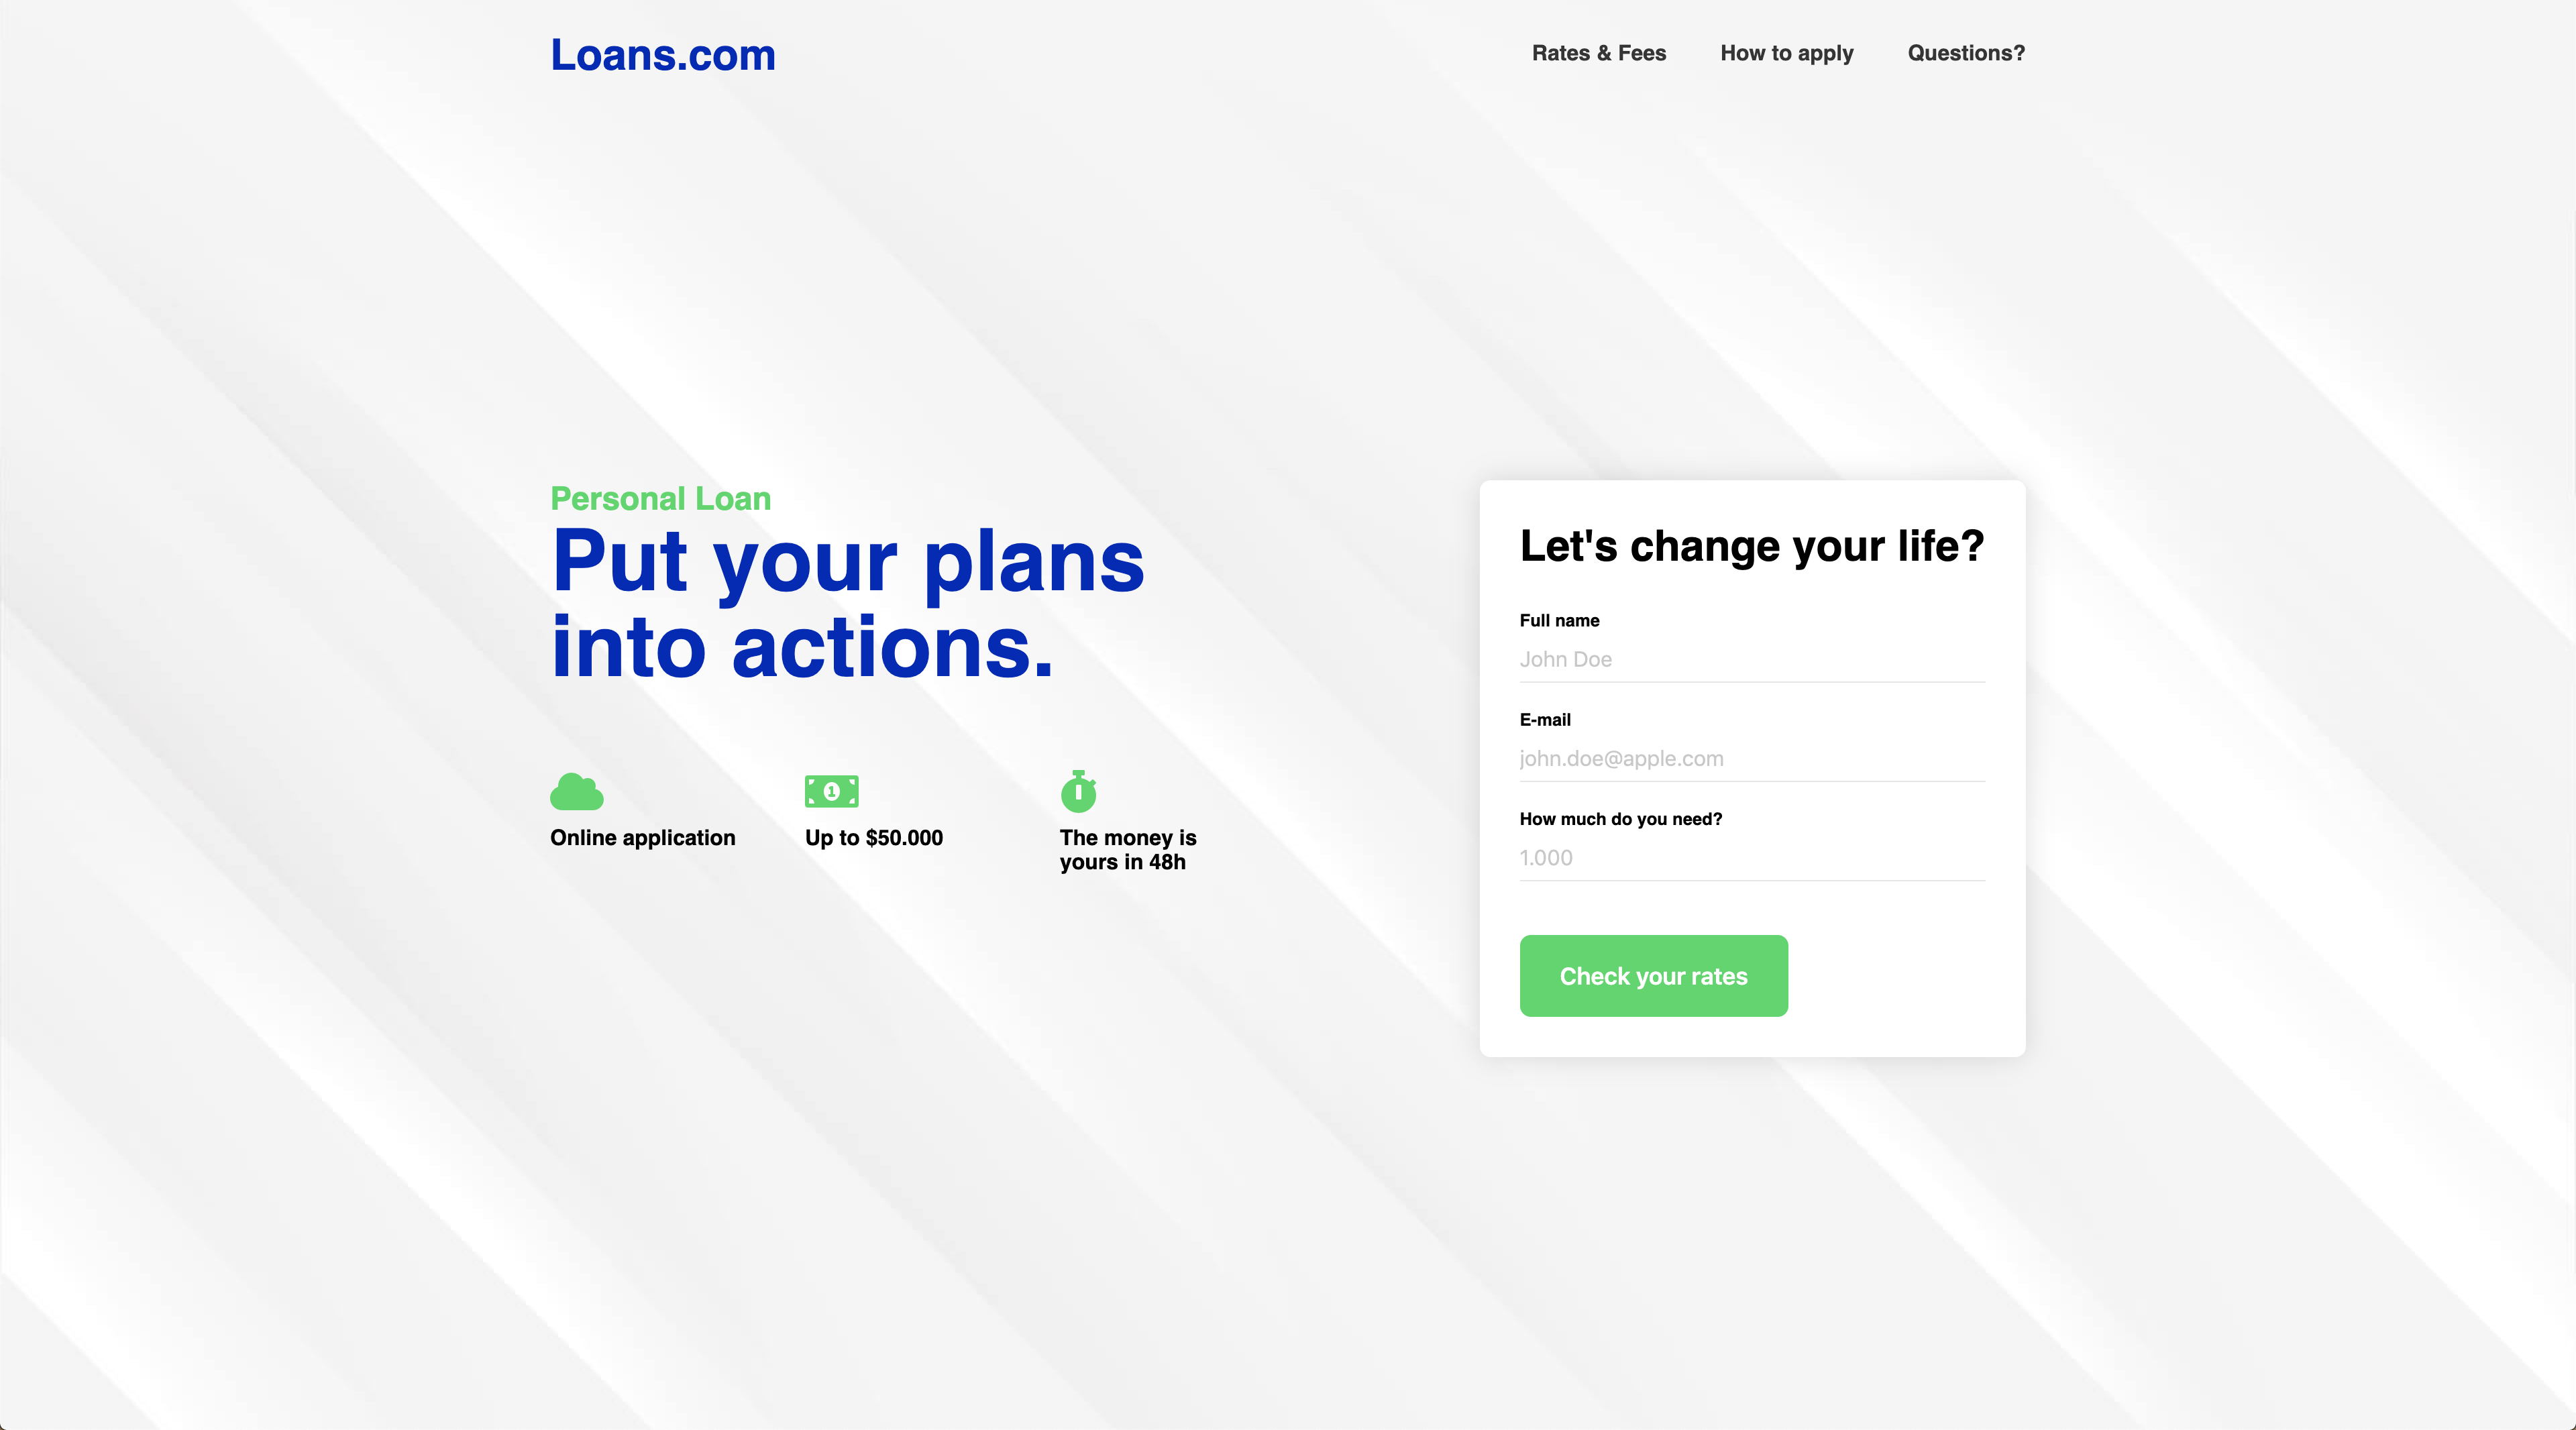 Loans.com
Rates & Fees
How to apply
Questions?
Personal Loan
Put your plans
into actions.
Online application
1
Up to $50.000
The money is
yours in 48h
Let's change your life?
Full name
John Doe
E-mail
john.doe@apple.com
How much do you need?
1.000
Check your rates